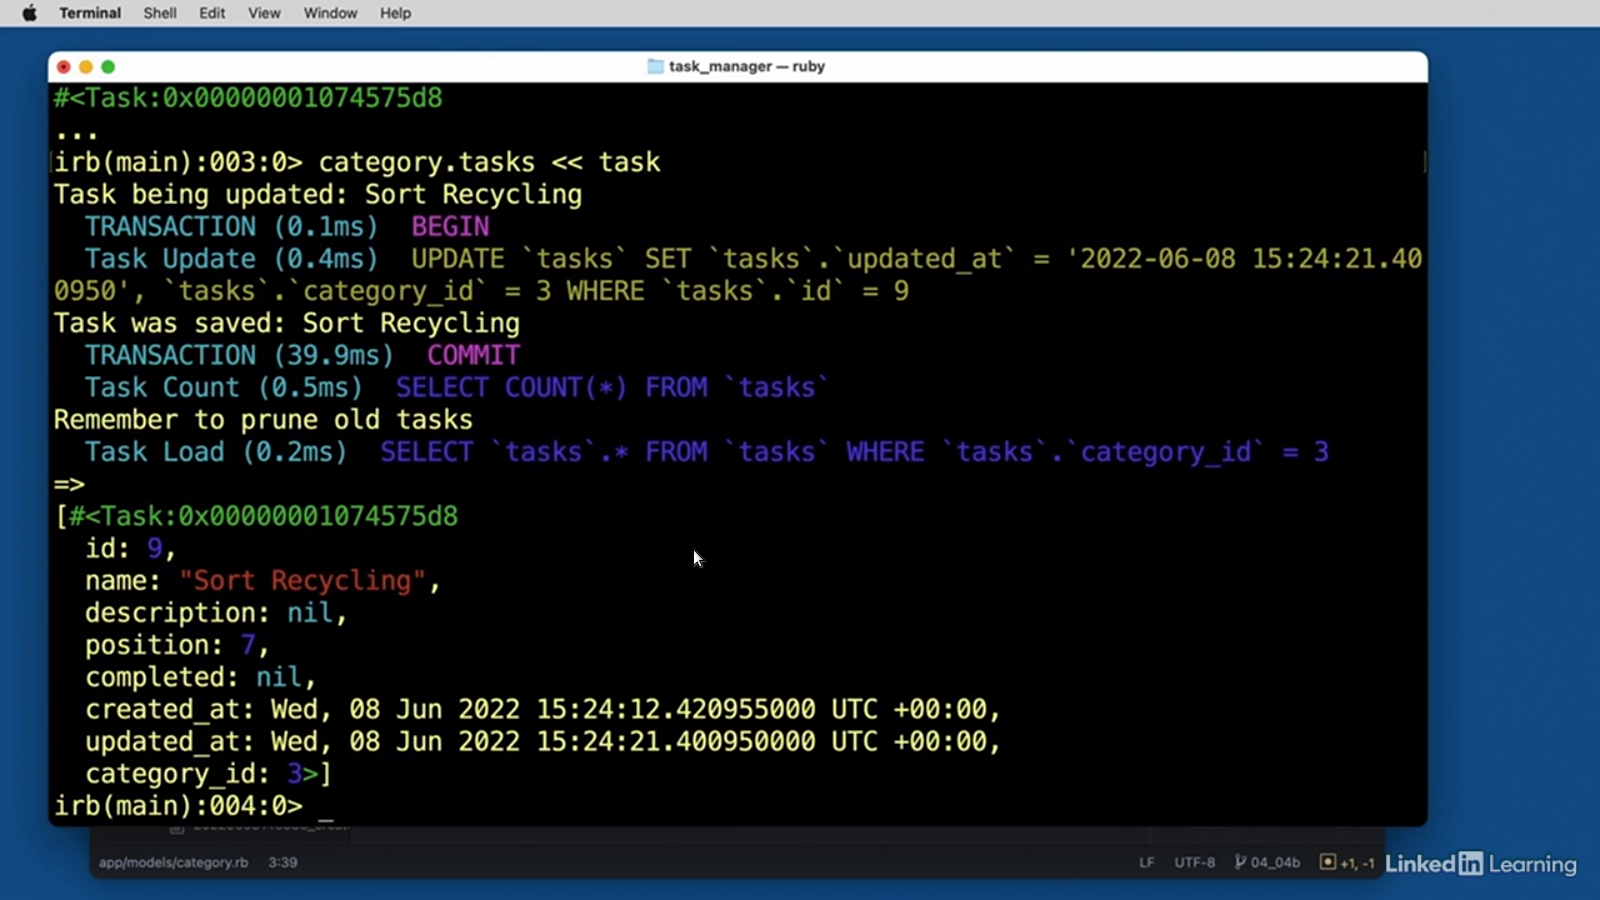 Terminal Shell Edit View Window Help
task_manager — ruby
#<Task:0x00000001074575d8
...
irb(main):003:0> category.tasks << task
Task being updated: Sort Recycling
TRANSACTION (0.1ms) BEGIN
Task Update (0.4ms) UPDATE `tasks` SET `tasks`.`updated_at` = '2022-06-08 15:24:21.40
0950', `tasks`.`category_id` = 3 WHERE `tasks`.`id` = 9
Task was saved: Sort Recycling
TRANSACTION (39.9ms) COMMIT
Task Count (0.5ms) SELECT COUNT(*) FROM `tasks`
Remember to prune old tasks
Task Load (0.2ms) SELECT `tasks`.* FROM `tasks` WHERE `tasks`.`category_id` = 3
=>
[#<Task:0x00000001074575d8
id: 9,
name: "Sort Recycling",
description: nil,
position: 7,
completed: nil,
created_at: Wed, 08 Jun 2022 15:24:12.420955000 UTC +00:00,
updated_at: Wed, 08 Jun 2022 15:24:21.400950000 UTC +00:00,
category_id: 3>]
irb(main):004:0> _
app/models/category.rb 3:39 LF UTF-8 04_04b +1, -1
LinkedIn Learning